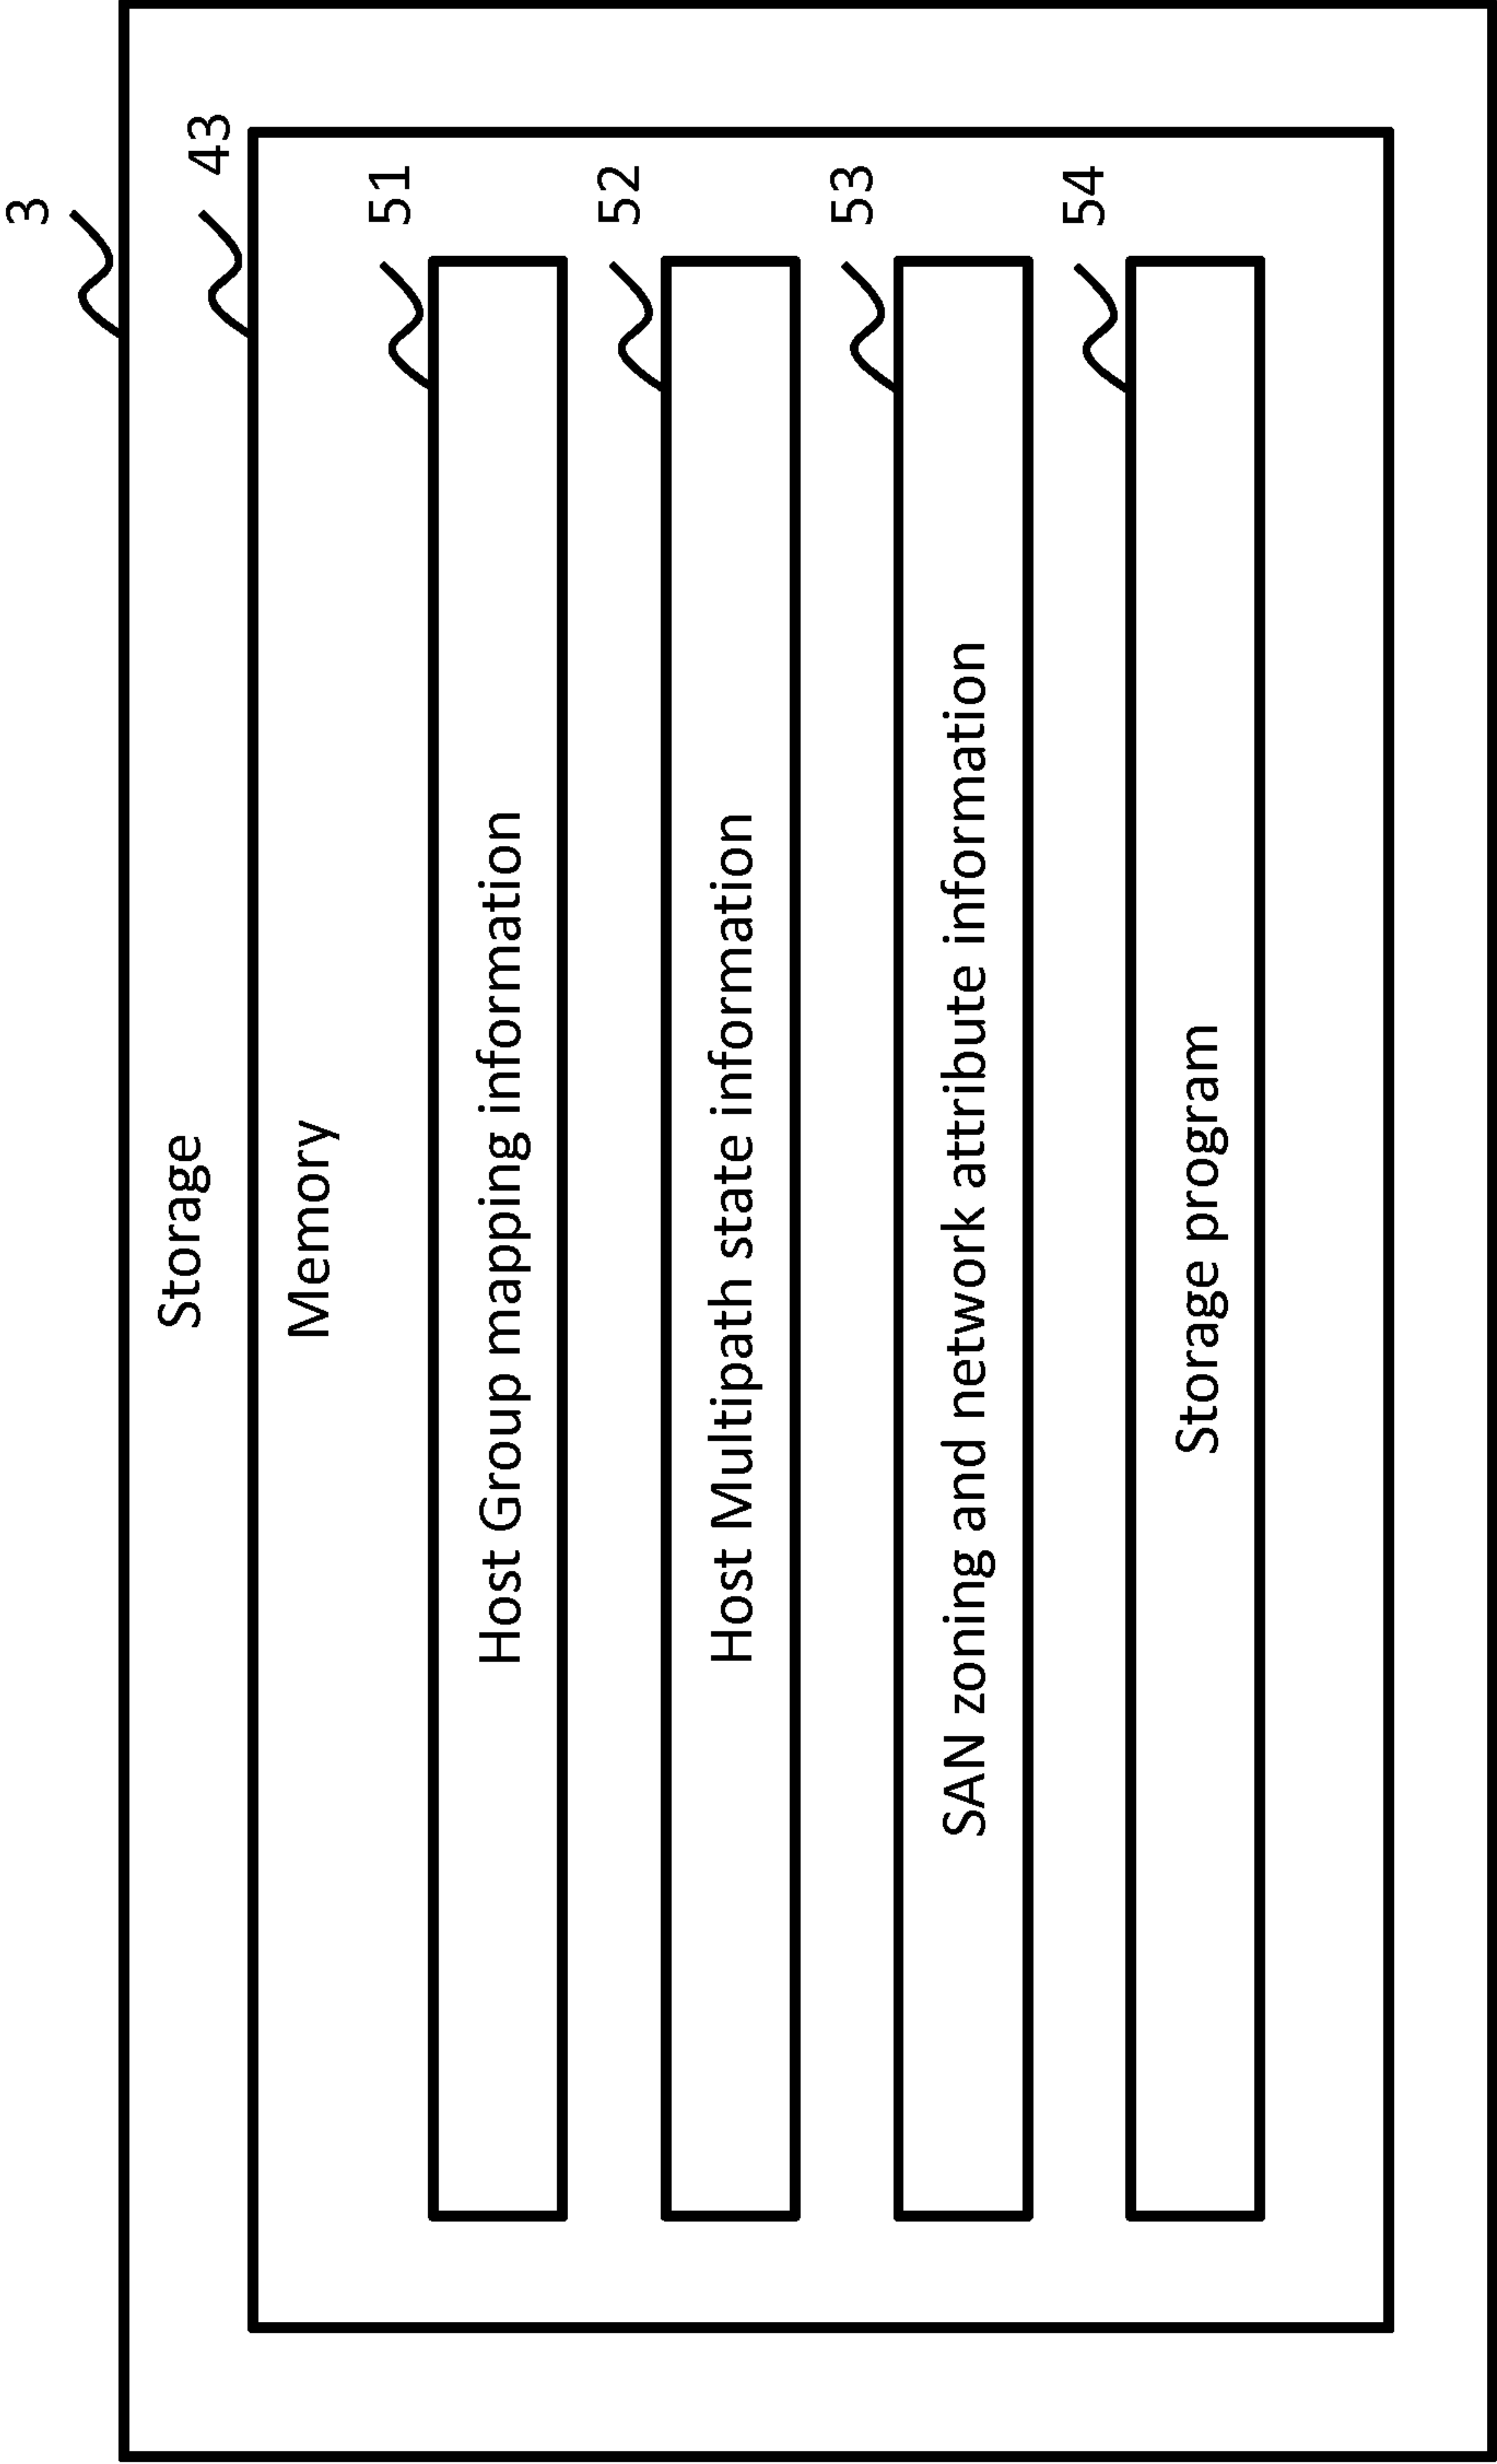 3
Storage
43
Memory
51
Host Group mapping information
52
Host Multipath state information
53
SAN zoning and network attribute information
54
Storage program